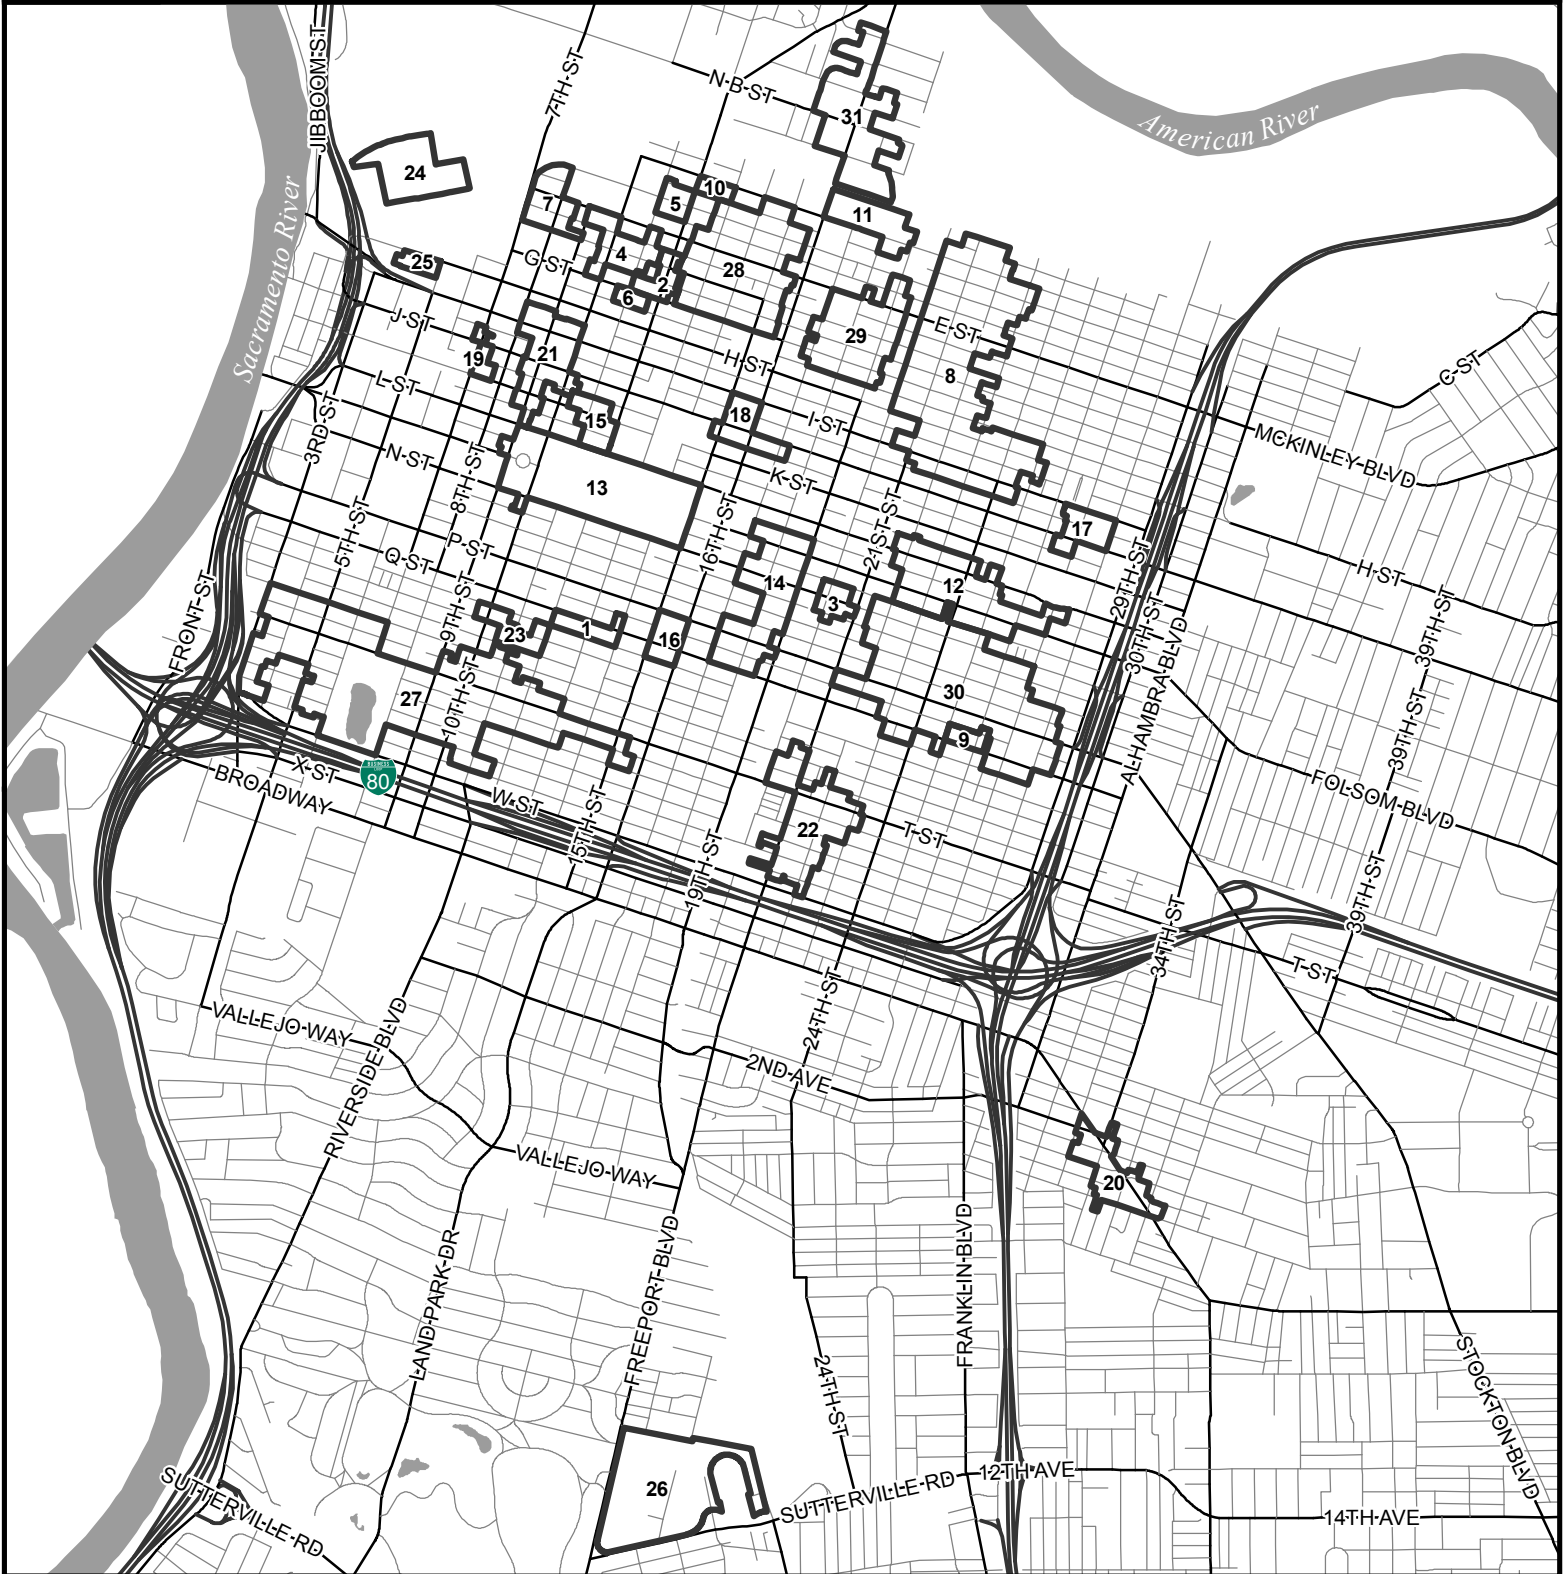 JIBBOOM ST
7TH ST
N B ST
31
American River
24
10
5
7
11
Sacramento River
G ST
4
28
25
2
6
J ST
E ST
29
19
21
H ST
8
C ST
L ST
15
18
I ST
3RD ST
MCKINLEY BLVD
N ST
K ST
8TH ST
13
16TH ST
21ST ST
17
5TH ST
P ST
Q ST
14
H ST
29TH ST
12
FRONT ST
9TH ST
3
30TH ST
39TH ST
23
1
16
ALHAMBRA BLVD
27
10TH ST
30
39TH ST
9
X ST
BUSINESS
80
BROADWAY
W ST
FOLSOM BLVD
15TH ST
22
T ST
19TH ST
39TH ST
34TH ST
T ST
24TH ST
VALLEJO WAY
RIVERSIDE BLVD
2ND AVE
VALLEJO WAY
20
LAND PARK DR
FREEPORT BLVD
FRANKLIN BLVD
24TH ST
STOCKTON BLVD
26
SUTTERVILLE RD
12TH AVE
SUTTERVILLE RD
14TH AVE